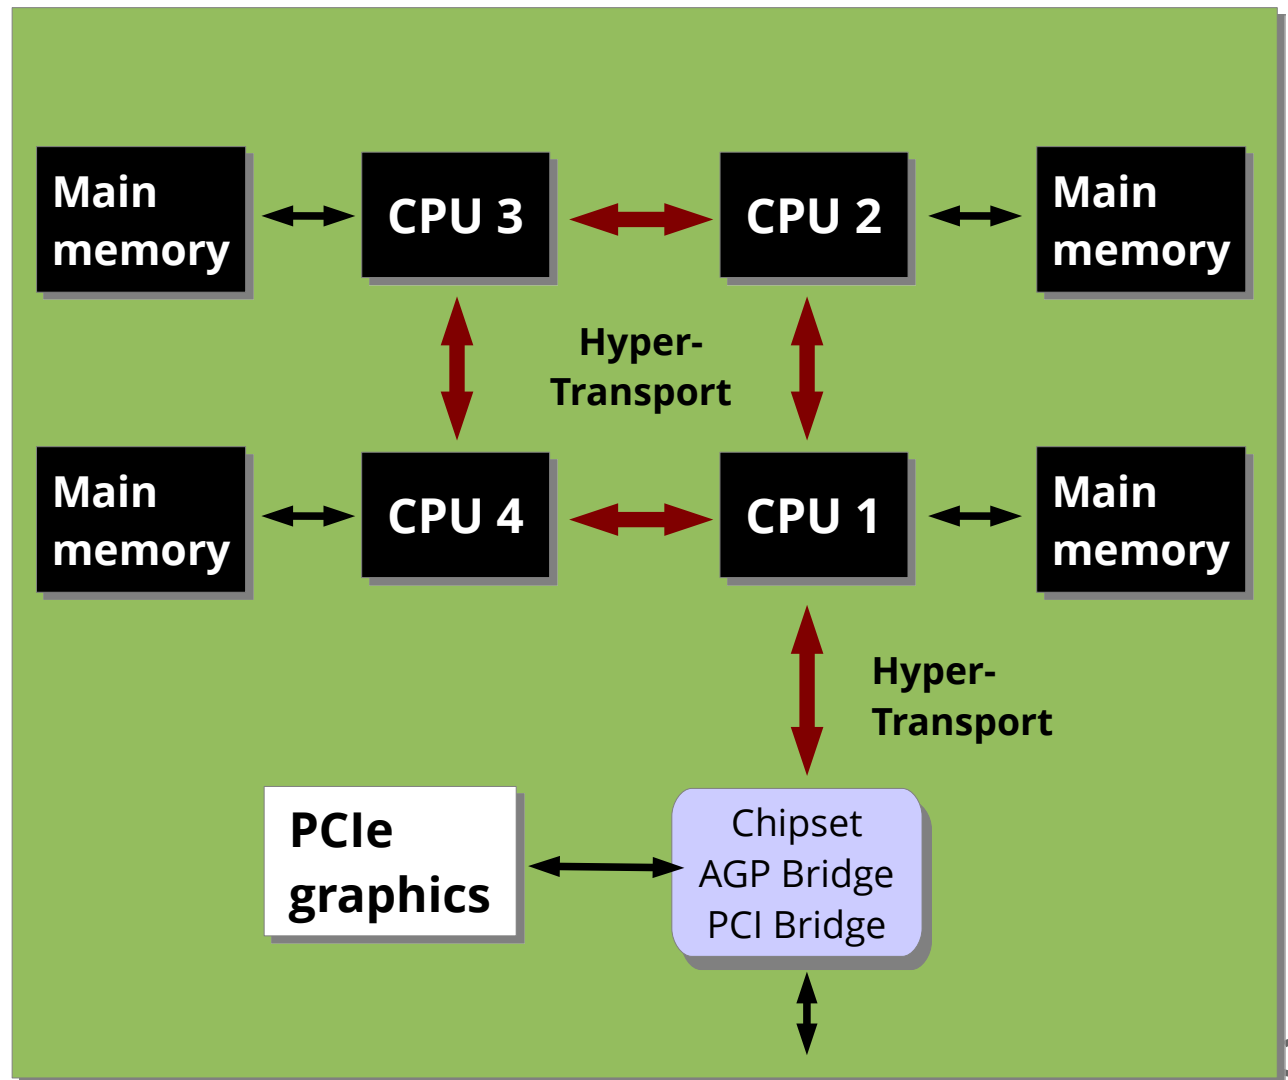 Main
memory
CPU 3
CPU 2
Main
memory
Hyper-
Transport
Main
memory
CPU 4
CPU 1
Main
memory
Hyper-
Transport
PCIe
graphics
Chipset
AGP Bridge
PCI Bridge